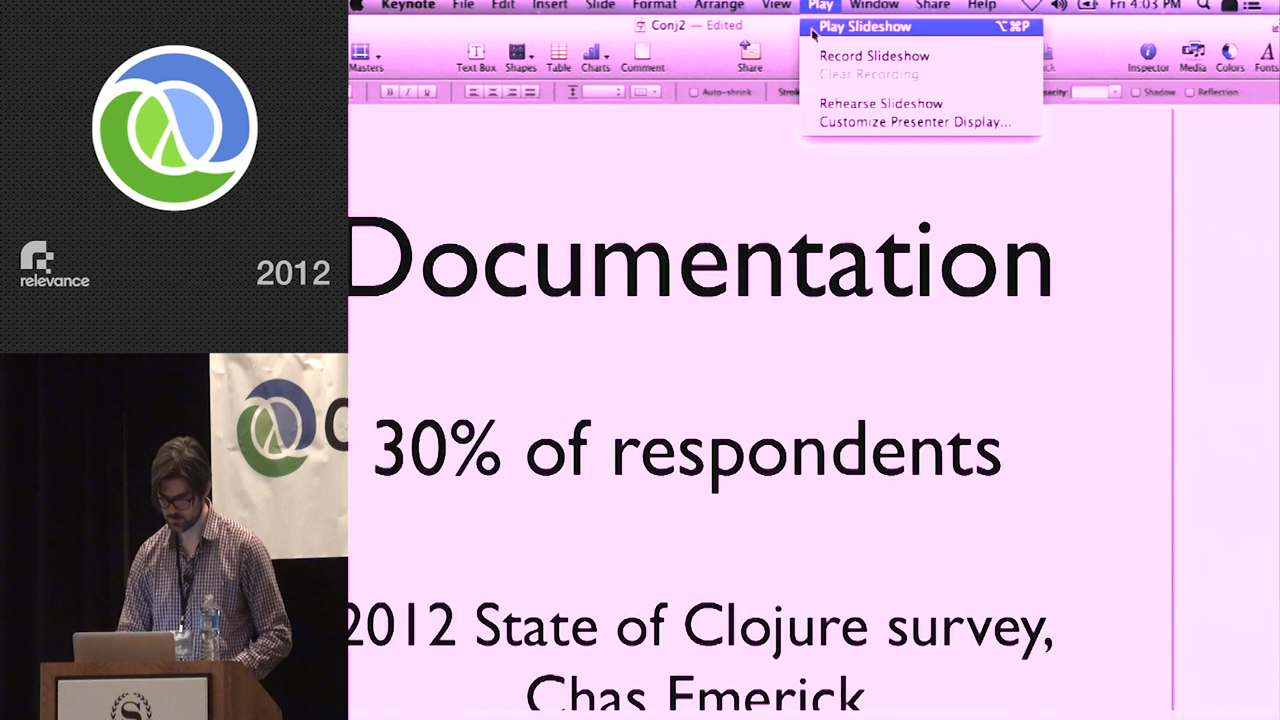 Keynote File Edit Insert Slide Format Arrange View Play Window Share Help Fri 4:03 PM
Conj2 — Edited
Play Slideshow ⌥⌘P
Record Slideshow
Clear Recording
Rehearse Slideshow
Customize Presenter Display...
Masters Text Box Shapes Table Charts Comment Share Inspector Media Colors Fonts
B I U Auto-shrink Shadow Reflection
relevance 2012
Documentation
30% of respondents
2012 State of Clojure survey,
Chas Emerick
S